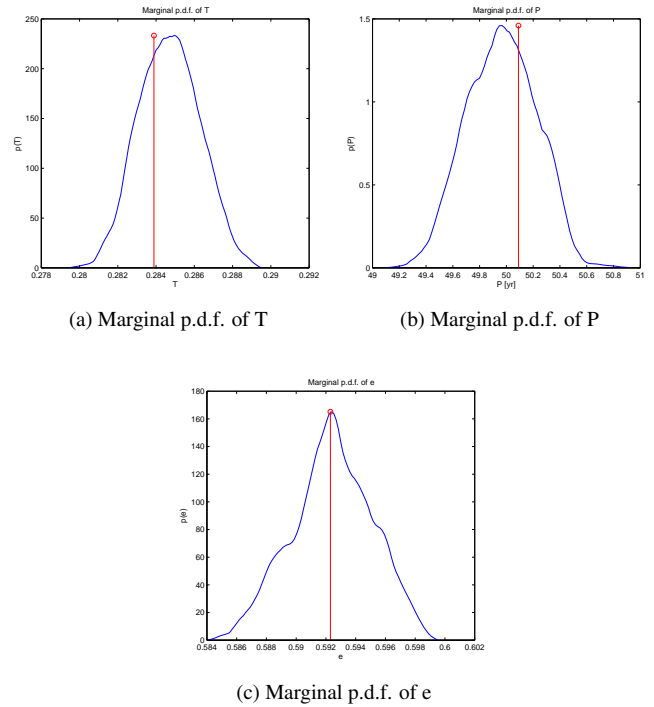 Marginal p.d.f. of T
250
200
150
100
50
0
p(T)
0.278 0.28 0.282 0.284 0.286 0.288 0.29 0.292
T
(a) Marginal p.d.f. of T
Marginal p.d.f. of P
1.5
1
0.5
0
p(P)
49 49.2 49.4 49.6 49.8 50 50.2 50.4 50.6 50.8 51
P [yr]
(b) Marginal p.d.f. of P
Marginal p.d.f. of e
180
160
140
120
100
80
60
40
20
0
p(e)
0.584 0.586 0.588 0.59 0.592 0.594 0.596 0.598 0.6 0.602
e
(c) Marginal p.d.f. of e